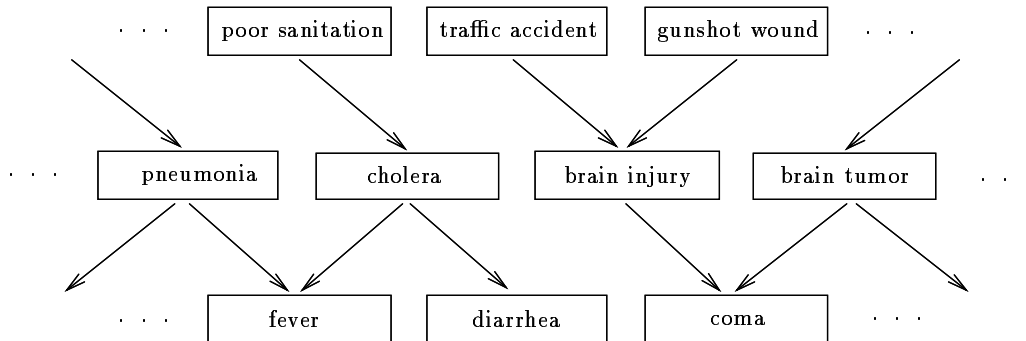 . . . poor sanitation traffic accident gunshot wound . . .
. . . pneumonia cholera brain injury brain tumor . .
. . . fever diarrhea coma . . .